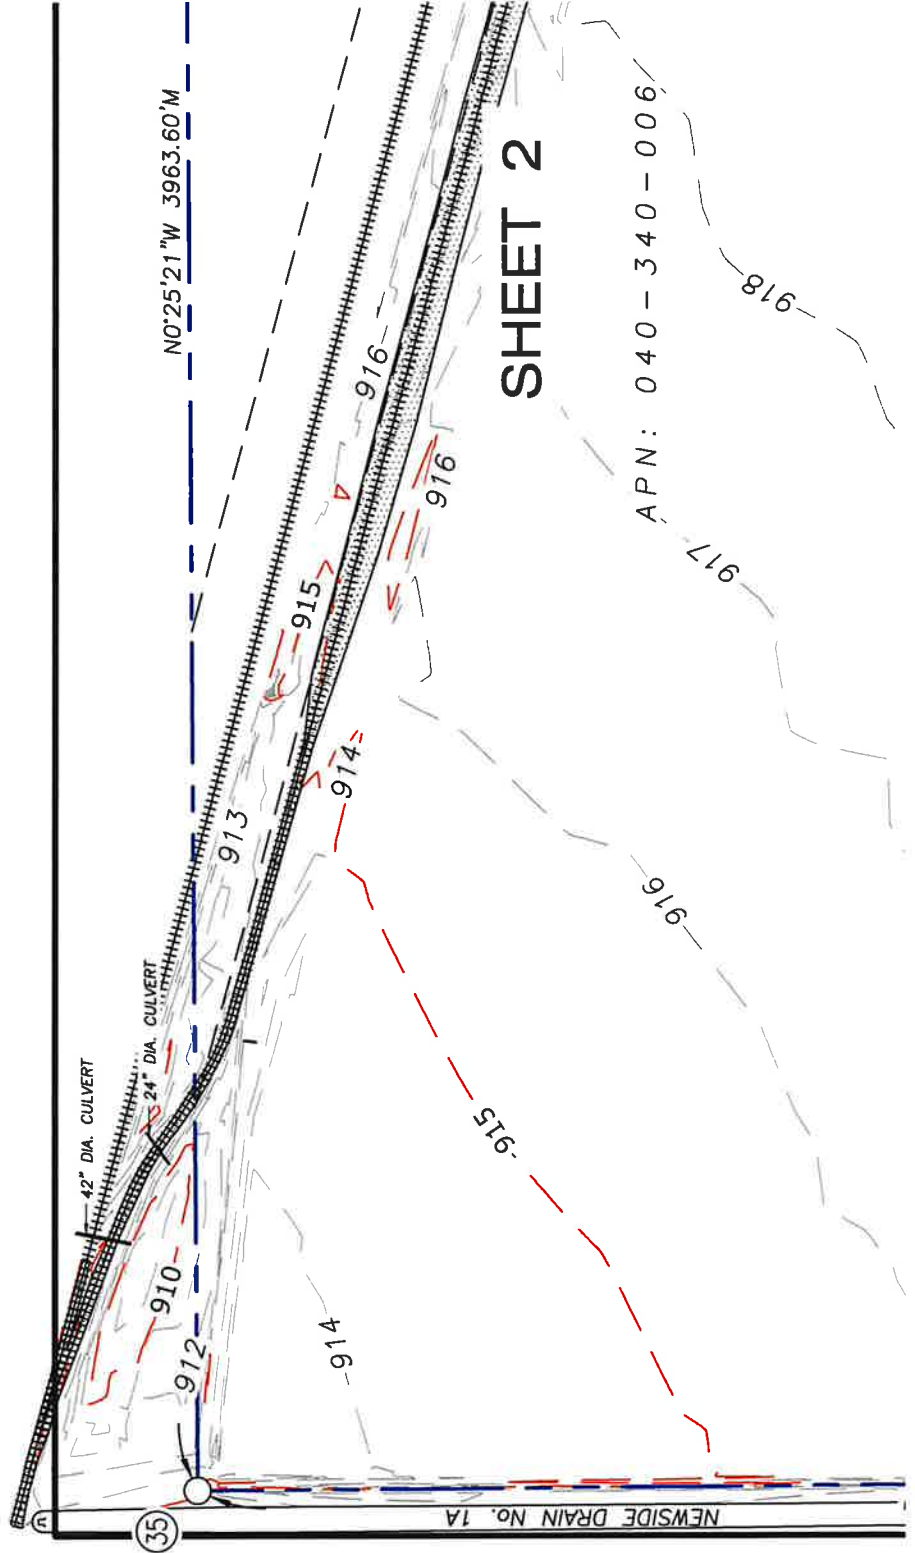 N0°25'21"W 3963.60'M
42" DIA. CULVERT
24" DIA. CULVERT
SHEET 2
APN: 040-340-006
916
916
915
914
913
910
912
914
915
916
917
918
35
NEWSIDE DRAIN No. 1A